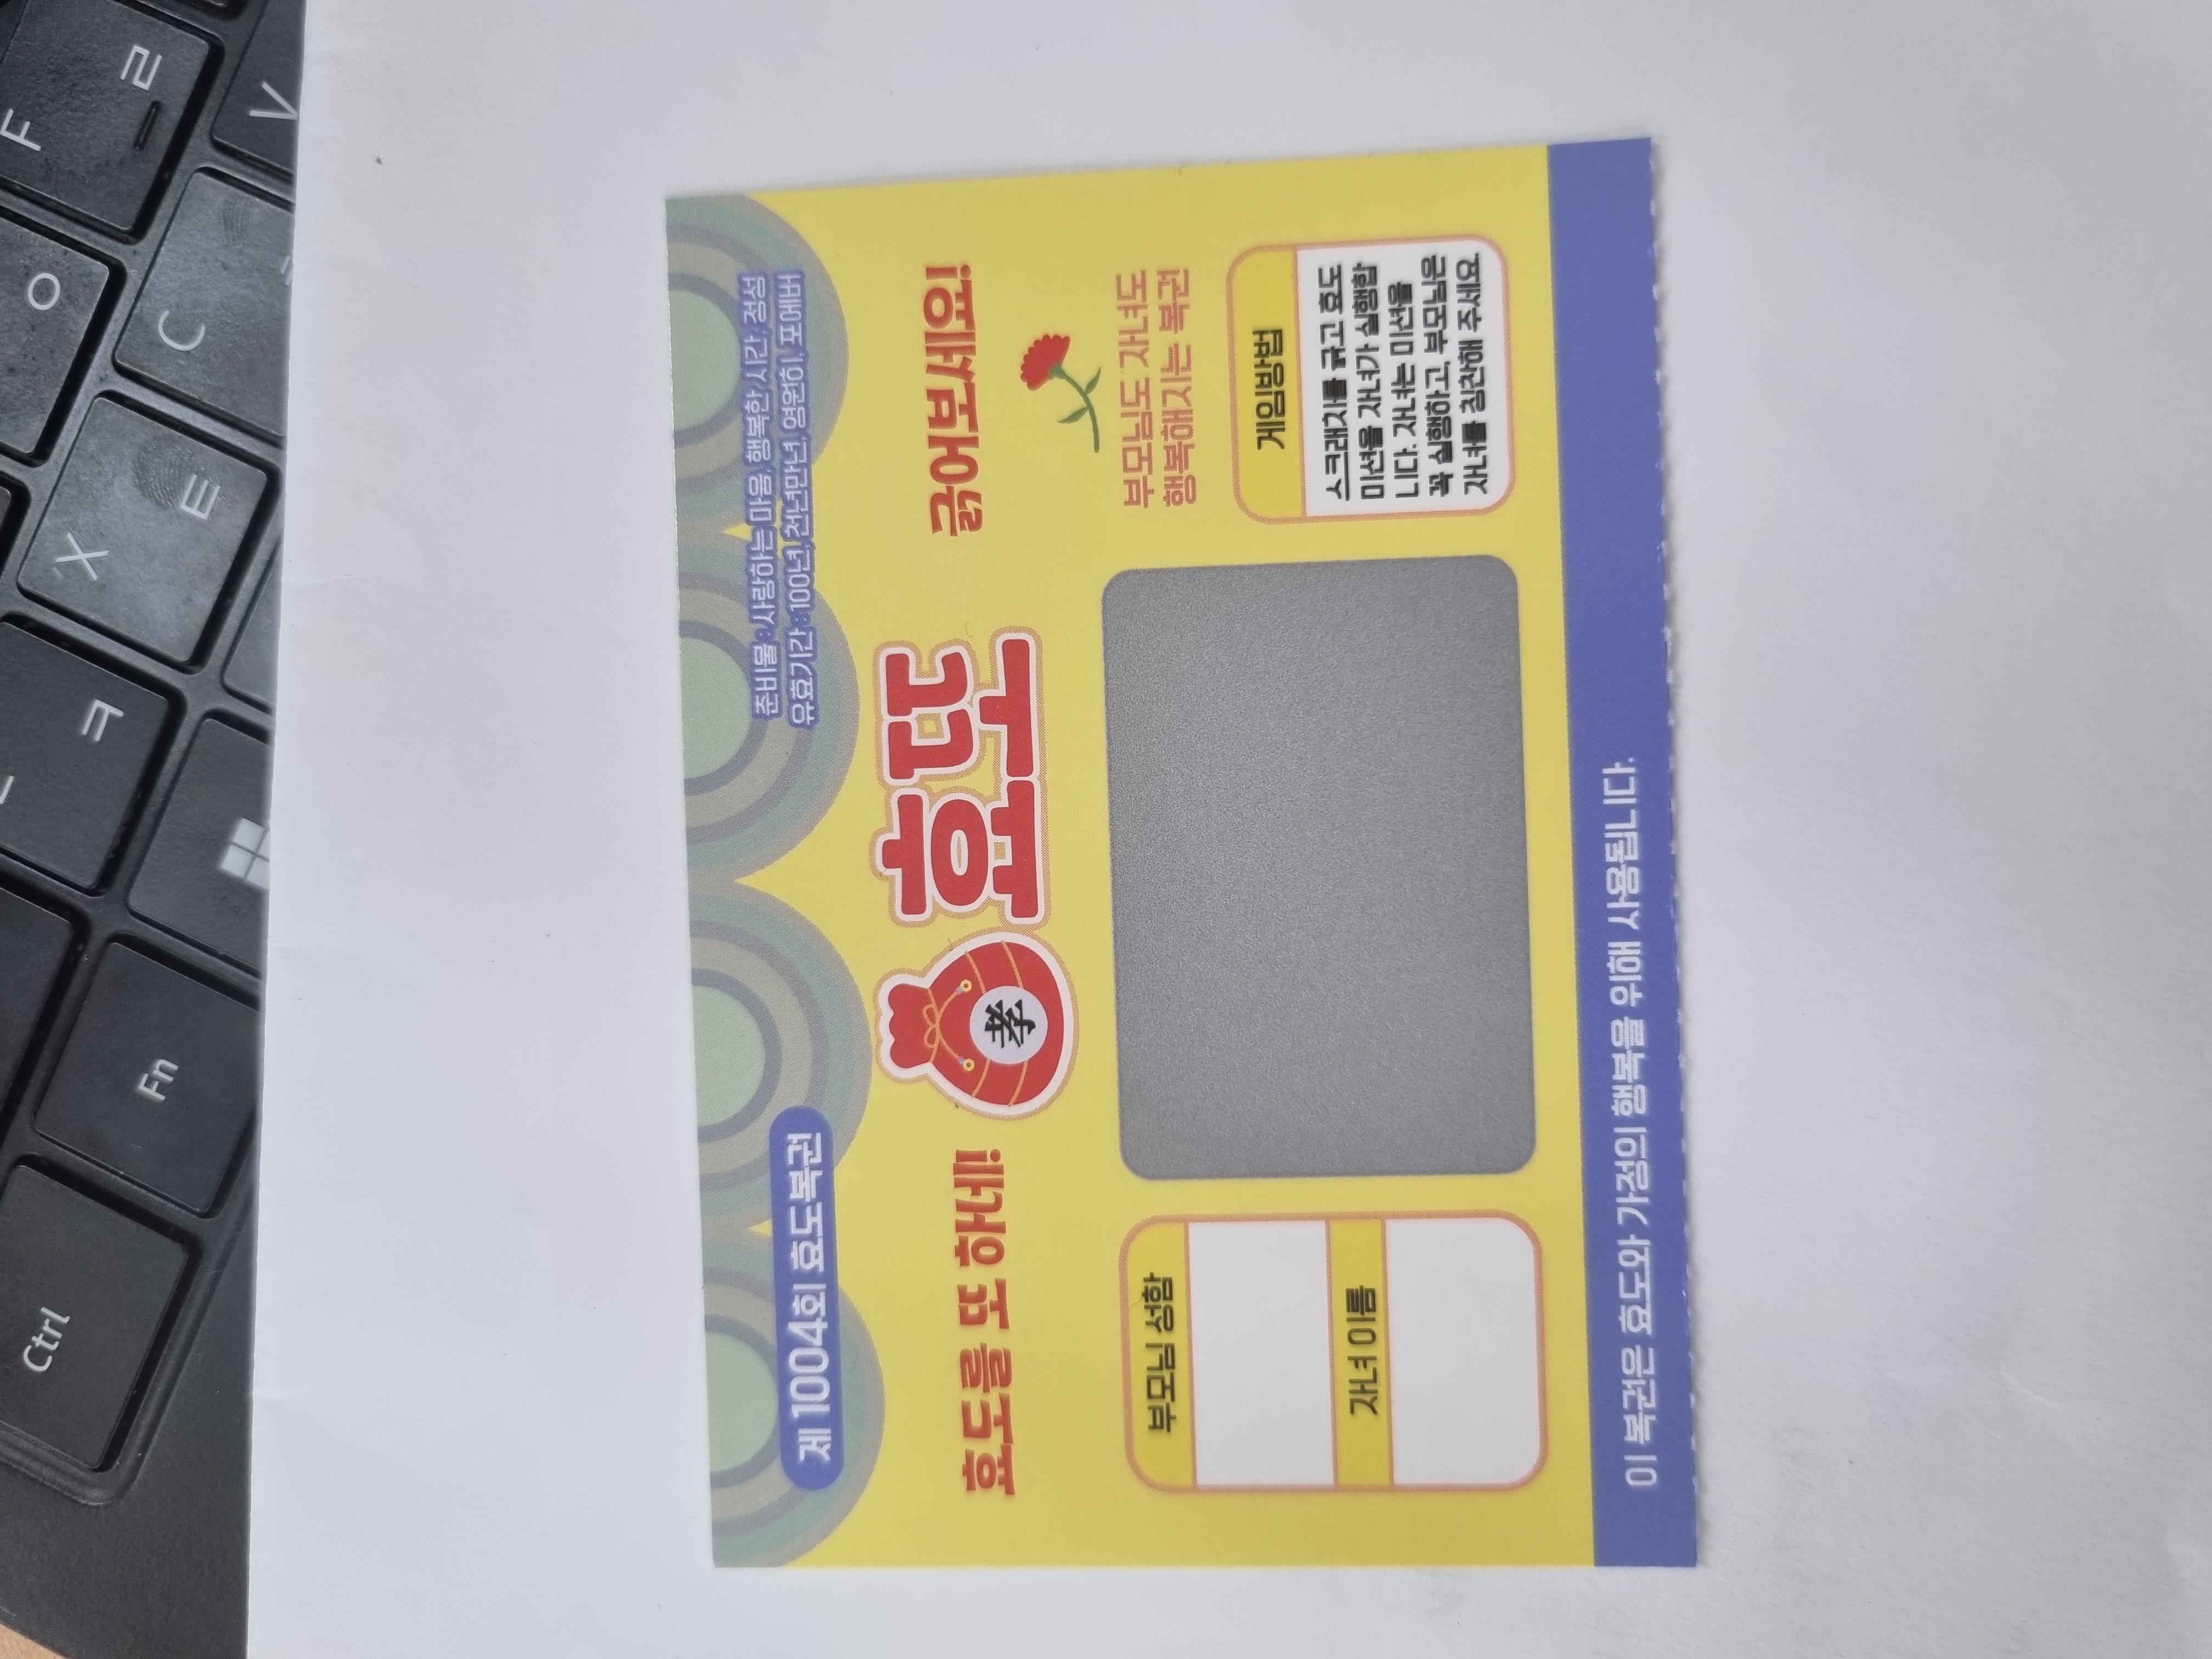 제 1004회 효도복권
준비물 : 사랑하는 마음, 행복한 시간, 정성
유효기간 : 100년, 천년만년, 영원히, 포에버
효도를 또 하네!
孝
효또
긁어보세요!
부모님도 자녀도
행복해지는 복권
부모님 성함
자녀 이름
게임방법
스크래치를 긁고 효도
미션을 자녀가 실행합
니다. 자녀는 미션을
꼭 실행하고, 부모님은
자녀를 칭찬해 주세요
이 복권은 효도와 가정의 행복을 위해 사용됩니다.
Ctrl
Fn
ㅋ
X
ㅌ
C
ㅇ
F
ㄹ
V